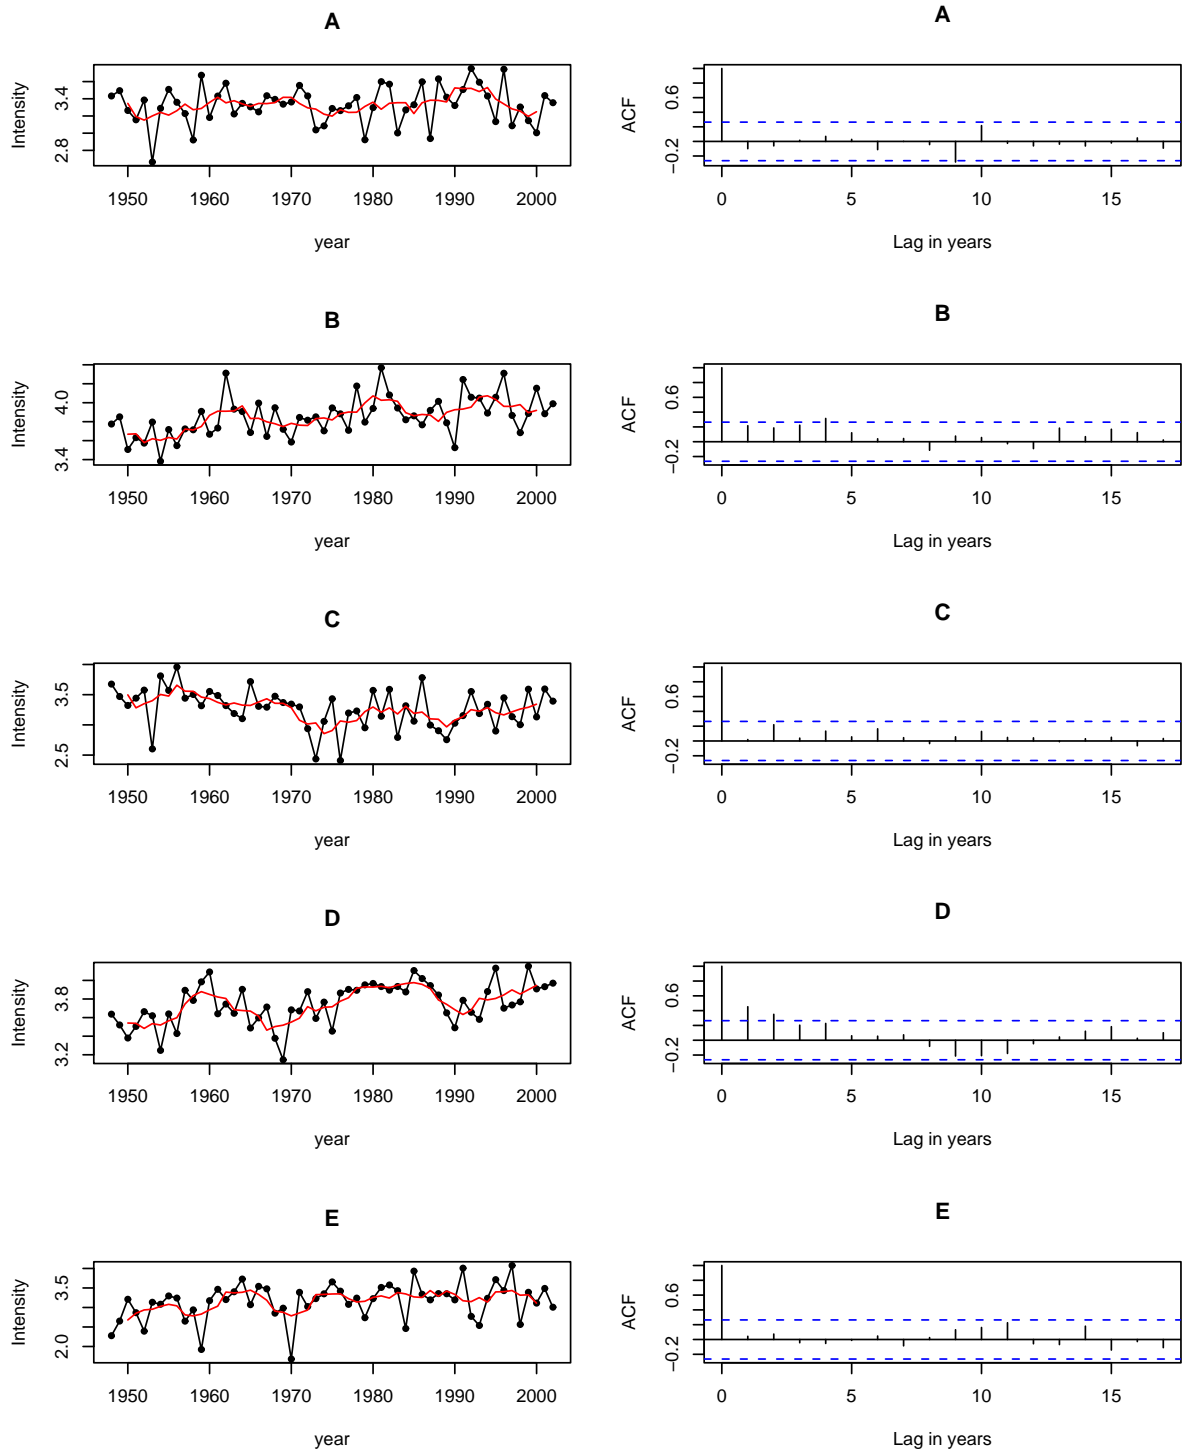 A
Intensity
2.8 3.4
1950 1960 1970 1980 1990 2000
year
A
ACF
-0.2 0.6
0 5 10 15
Lag in years
B
Intensity
3.4 4.0
1950 1960 1970 1980 1990 2000
year
B
ACF
-0.2 0.6
0 5 10 15
Lag in years
C
Intensity
2.5 3.5
1950 1960 1970 1980 1990 2000
year
C
ACF
-0.2 0.6
0 5 10 15
Lag in years
D
Intensity
3.2 3.8
1950 1960 1970 1980 1990 2000
year
D
ACF
-0.2 0.6
0 5 10 15
Lag in years
E
Intensity
2.0 3.5
1950 1960 1970 1980 1990 2000
year
E
ACF
-0.2 0.6
0 5 10 15
Lag in years